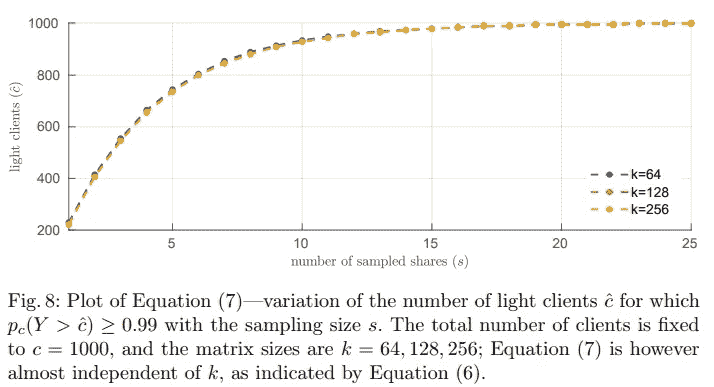 1000
800
600
400
200
light clients (ĉ)
5
10
15
20
25
number of sampled shares (s)
k=64
k=128
k=256
Fig. 8: Plot of Equation (7)—variation of the number of light clients ĉ for which
p_c(Y > ĉ) ≥ 0.99 with the sampling size s. The total number of clients is fixed
to c = 1000, and the matrix sizes are k = 64, 128, 256; Equation (7) is however
almost independent of k, as indicated by Equation (6).